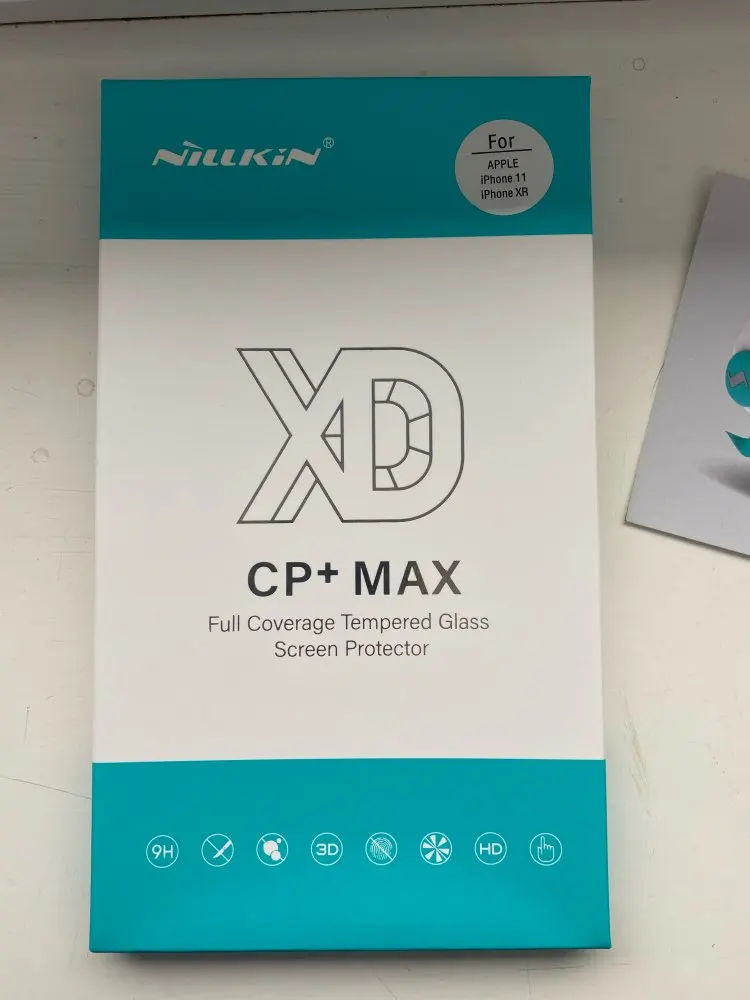 NILLKIN®
For
APPLE
iPhone 11
iPhone XR
XD
CP+ MAX
Full Coverage Tempered Glass
Screen Protector
9H
3D
HD